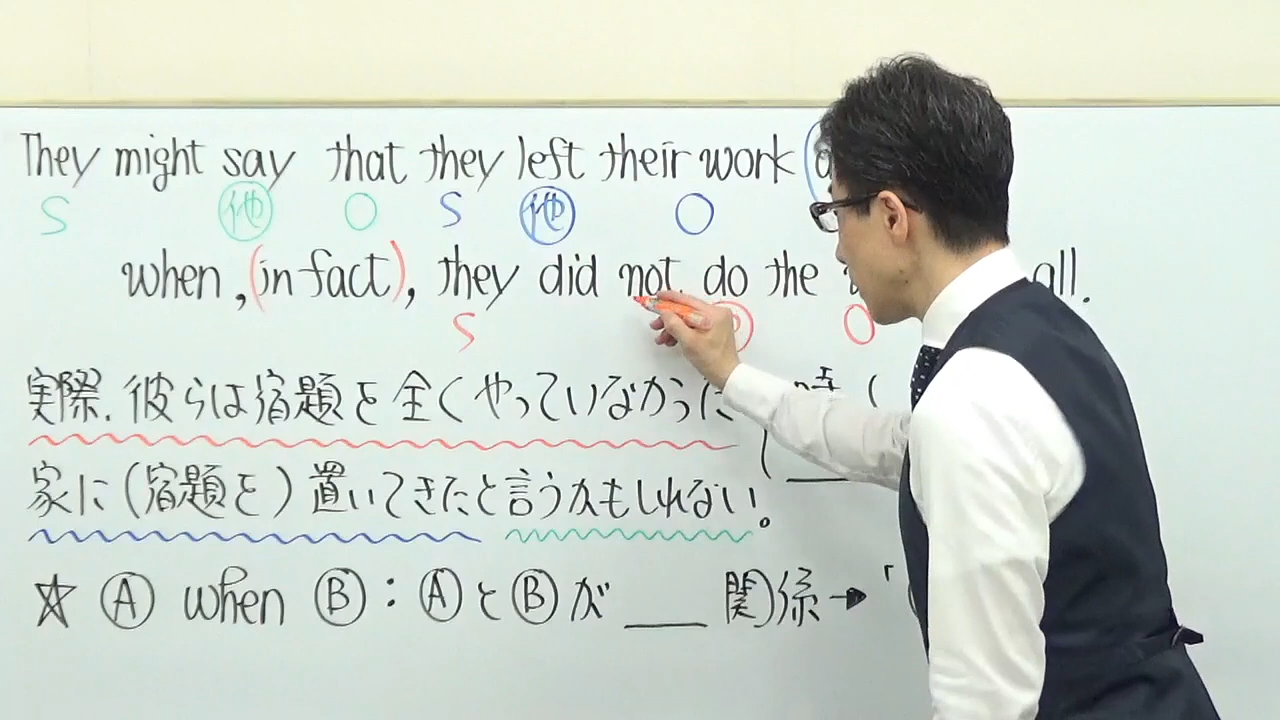 They might say that they left their work
S 他 O S 他 O
when, (in fact), they did not do the all.
S O
実際、彼らは宿題を全くやっていなかった
家に(宿題を)置いてきたと言うかもしれない。
☆ Ⓐ when Ⓑ : ⒶとⒷが ___ 関係→「